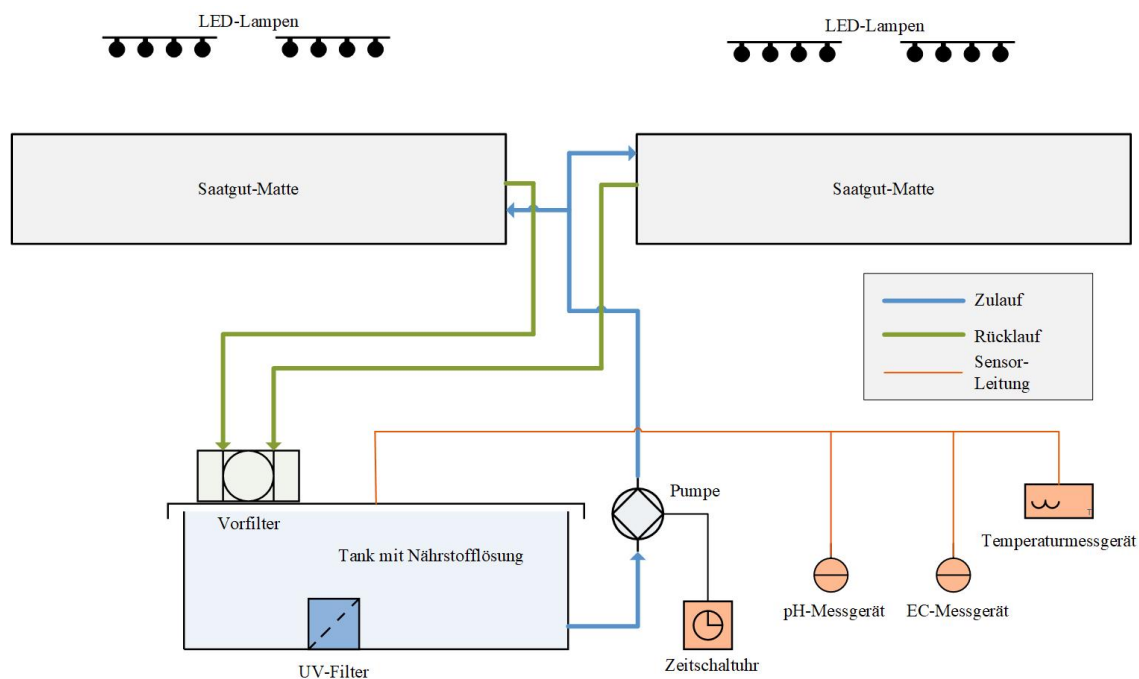 LED-Lampen
LED-Lampen
Saatgut-Matte
Saatgut-Matte
Zulauf
Rücklauf
Sensor-
Leitung
Pumpe
Vorfilter
Tank mit Nährstofflösung
T
Temperaturmessgerät
pH-Messgerät
EC-Messgerät
Zeitschaltuhr
UV-Filter